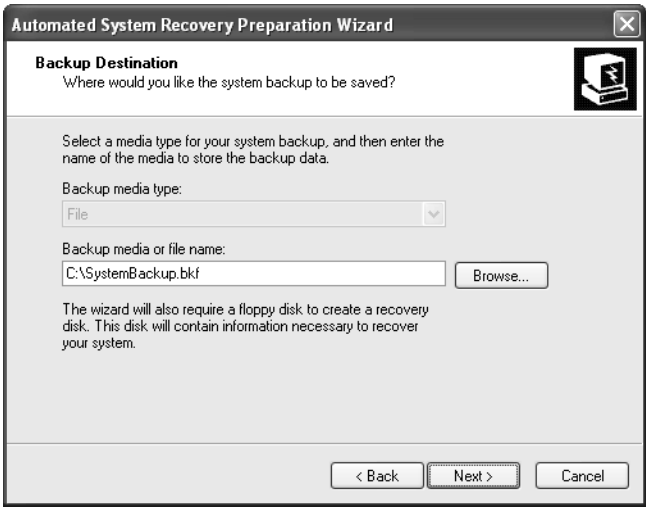 Automated System Recovery Preparation Wizard
Backup Destination
Where would you like the system backup to be saved?
Select a media type for your system backup, and then enter the
name of the media to store the backup data.
Backup media type:
File
Backup media or file name:
C:\SystemBackup.bkf
Browse...
The wizard will also require a floppy disk to create a recovery
disk. This disk will contain information necessary to recover
your system.
< Back
Next >
Cancel